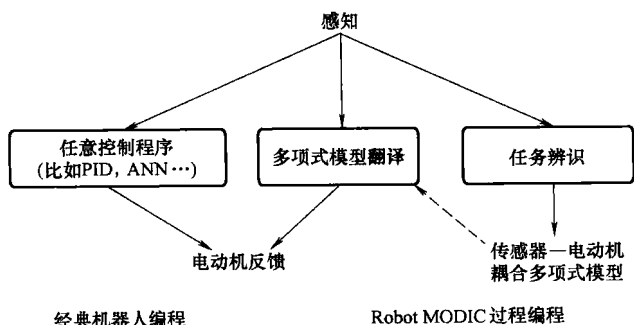 感知
任意控制程序
(比如PID, ANN…)
多项式模型翻译
任务辨识
电动机反馈
传感器—电动机
耦合多项式模型
经典机器人编程
Robot MODIC过程编程